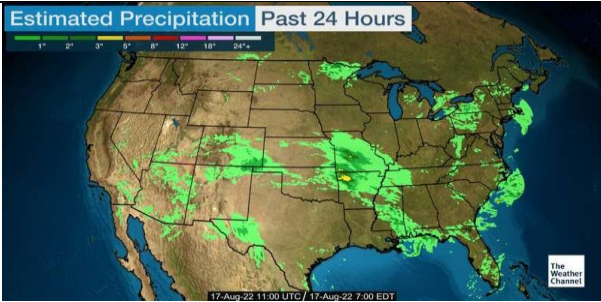 Estimated Precipitation Past 24 Hours
1" 2" 3" 5" 8" 12" 18" 24"+
The
Weather
Channel
17-Aug-22 11:00 UTC / 17-Aug-22 7:00 EDT